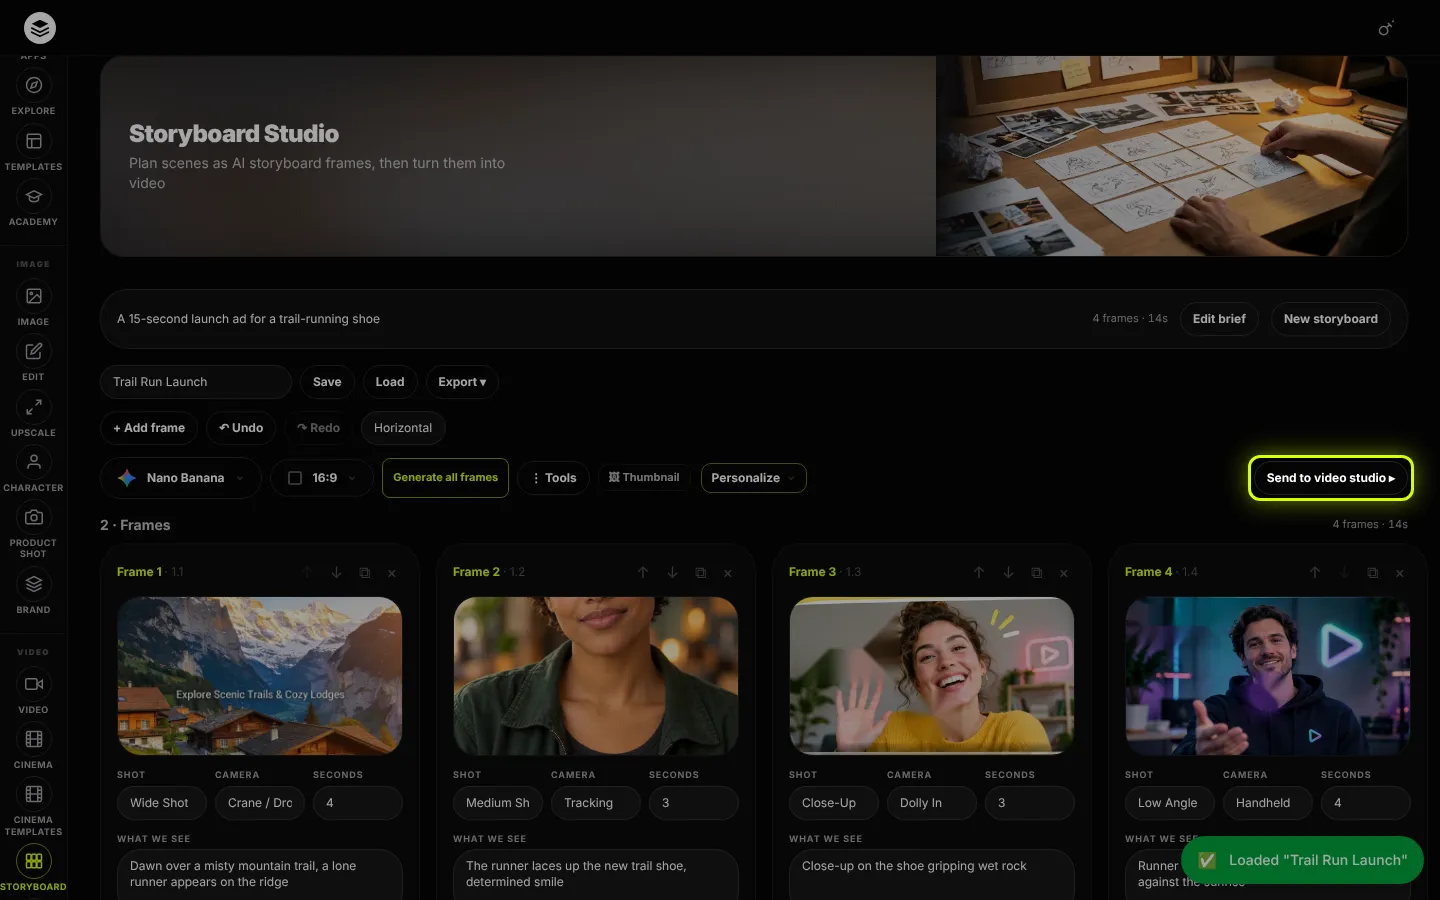 APPS
EXPLORE
TEMPLATES
ACADEMY
IMAGE
IMAGE
EDIT
UPSCALE
CHARACTER
PRODUCT
SHOT
BRAND
VIDEO
VIDEO
CINEMA
CINEMA
TEMPLATES
STORYBOARD
Storyboard Studio
Plan scenes as AI storyboard frames, then turn them into
video
A 15-second launch ad for a trail-running shoe
4 frames · 14s
Edit brief
New storyboard
Trail Run Launch
Save
Load
Export ▾
+ Add frame
↶ Undo
↷ Redo
Horizontal
Nano Banana
16:9
Generate all frames
⋮ Tools
🖼 Thumbnail
Personalize
Send to video studio ▸
2 · Frames
4 frames · 14s
Frame 1 · 1.1
Explore Scenic Trails & Cozy Lodges
SHOT
CAMERA
SECONDS
Wide Shot
Crane / Drc
4
WHAT WE SEE
Dawn over a misty mountain trail, a lone
runner appears on the ridge
Frame 2 · 1.2
SHOT
CAMERA
SECONDS
Medium Sh
Tracking
3
WHAT WE SEE
The runner laces up the new trail shoe,
determined smile
Frame 3 · 1.3
SHOT
CAMERA
SECONDS
Close-Up
Dolly In
3
WHAT WE SEE
Close-up on the shoe gripping wet rock
Frame 4 · 1.4
SHOT
CAMERA
SECONDS
Low Angle
Handheld
4
WHAT WE SEE
Runner
against the sunrise
✅ Loaded "Trail Run Launch"